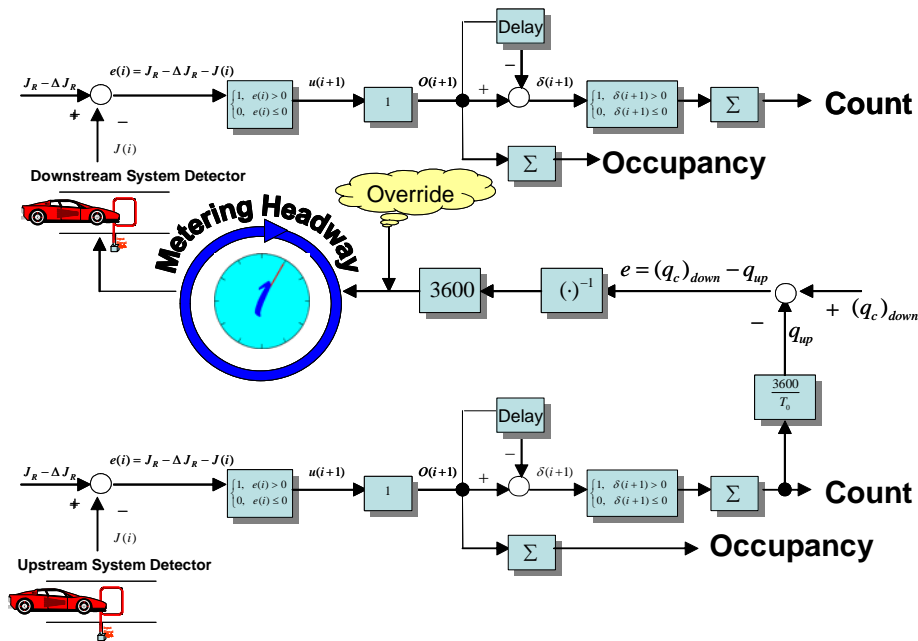 Delay
J_R − ΔJ_R
e(i) = J_R − ΔJ_R − J(i)
{1, e(i) > 0
0, e(i) ≤ 0
u(i+1)
1
O(i+1)
+
−
δ(i+1)
{1, δ(i+1) > 0
0, δ(i+1) ≤ 0
Σ
Count
+
−
J(i)
Σ
Occupancy
Downstream System Detector
Override
Metering Headway
3600
(·)⁻¹
e = (q_c)_down − q_up
−
+ (q_c)_down
q_up
3600
T_0
Delay
J_R − ΔJ_R
e(i) = J_R − ΔJ_R − J(i)
{1, e(i) > 0
0, e(i) ≤ 0
u(i+1)
1
O(i+1)
+
−
δ(i+1)
{1, δ(i+1) > 0
0, δ(i+1) ≤ 0
Σ
Count
+
−
J(i)
Σ
Occupancy
Upstream System Detector